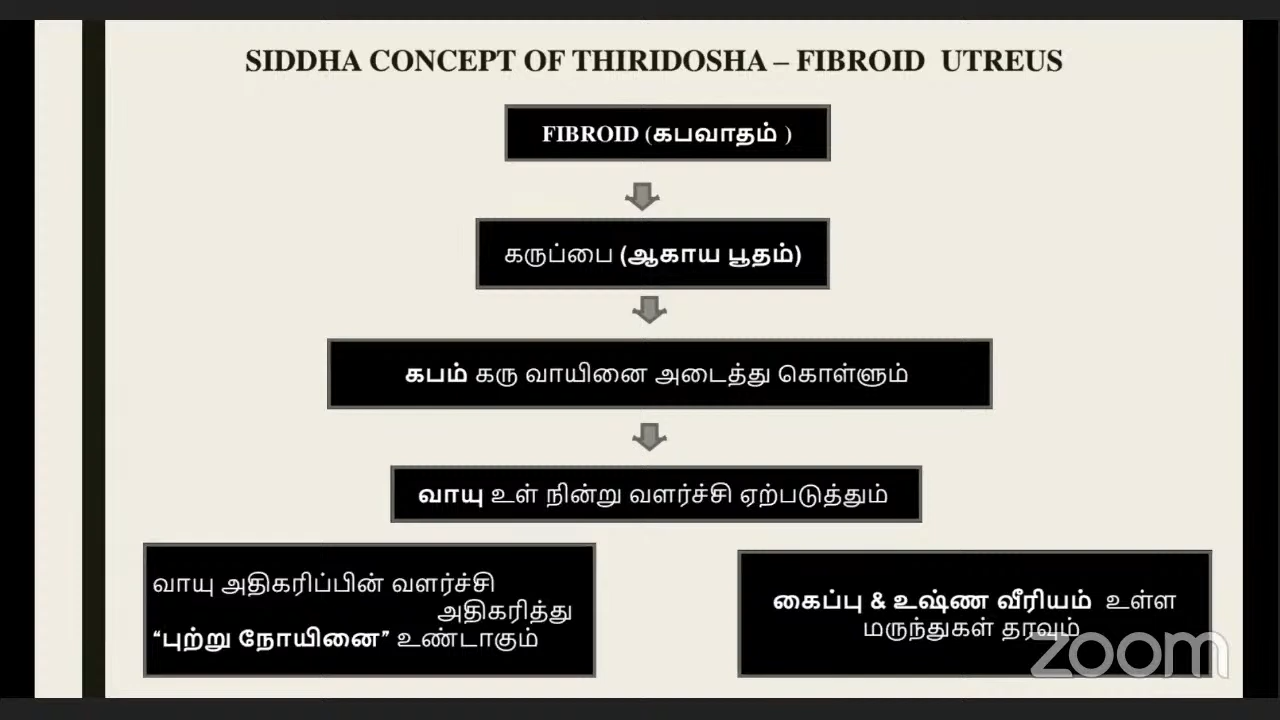 SIDDHA CONCEPT OF THIRIDOSHA – FIBROID UTREUS
FIBROID (கபவாதம் )
கருப்பை (ஆகாய பூதம்)
கபம் கரு வாயினை அடைத்து கொள்ளும்
வாயு உள் நின்று வளர்ச்சி ஏற்படுத்தும்
வாயு அதிகரிப்பின் வளர்ச்சி
அதிகரித்து
“புற்று நோயினை” உண்டாகும்
கைப்பு & உஷ்ண வீரியம் உள்ள
மருந்துகள் தரவும்
zoom